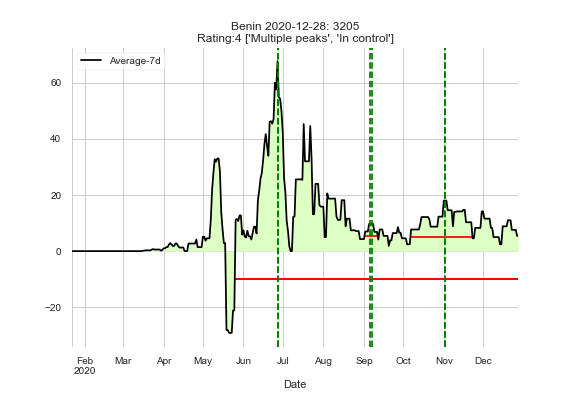 Benin 2020-12-28: 3205
Rating:4 ['Multiple peaks', 'In control']
Average-7d
60
40
20
0
−20
Feb
2020
Mar
Apr
May
Jun
Jul
Aug
Sep
Oct
Nov
Dec
Date